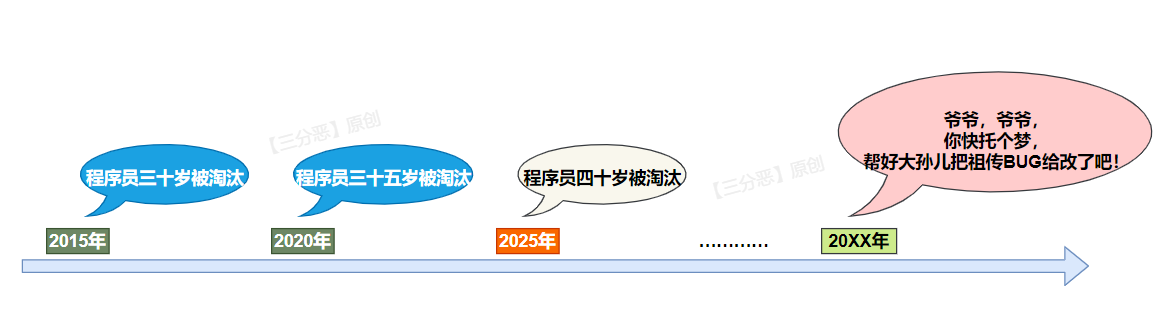 【三分恶】原创
程序员三十岁被淘汰
程序员三十五岁被淘汰
程序员四十岁被淘汰
【三分恶】原创
爷爷，爷爷，
你快托个梦，
帮好大孙儿把祖传BUG给改了吧！
2015年
2020年
2025年
…………
20XX年